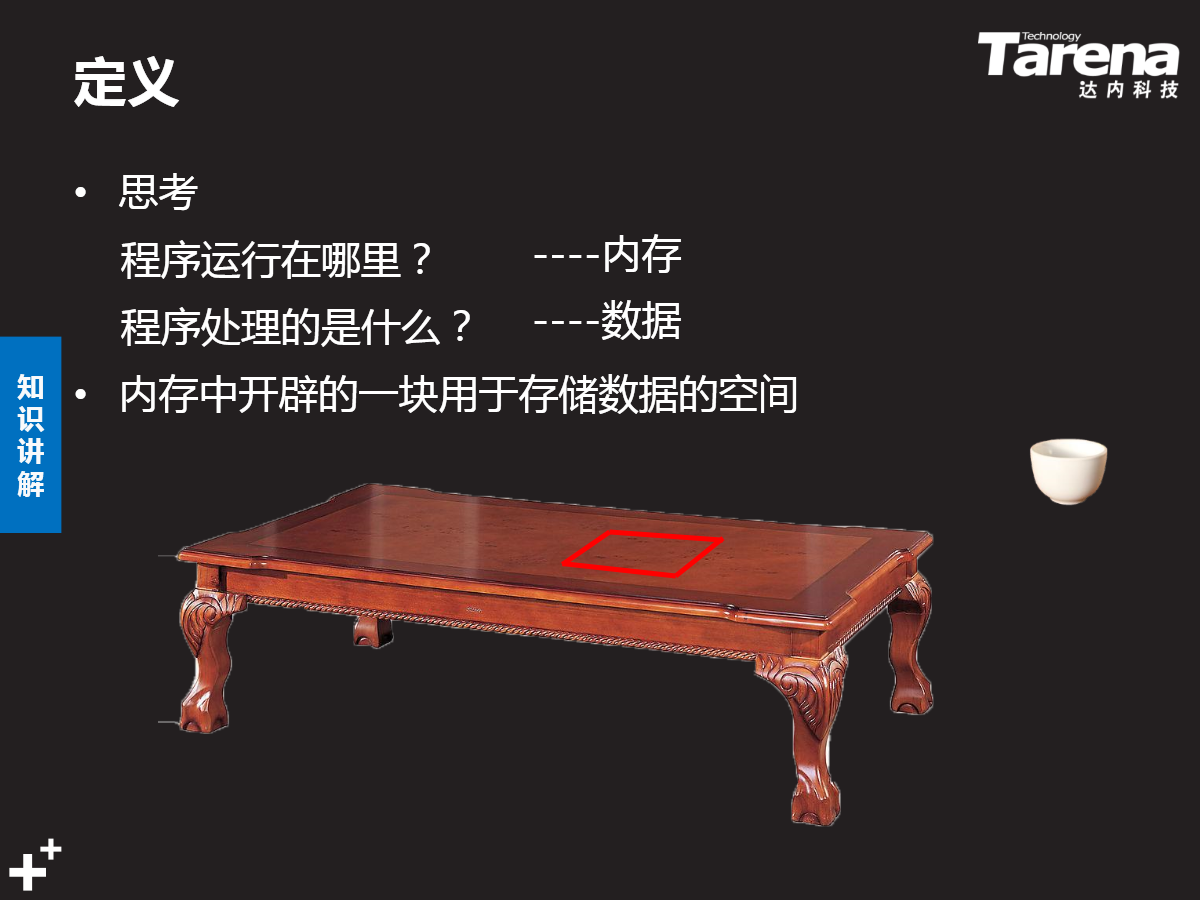 定义
Technology
Tarena
达内科技
• 思考
程序运行在哪里？ ----内存
程序处理的是什么？ ----数据
• 内存中开辟的一块用于存储数据的空间
知识讲解